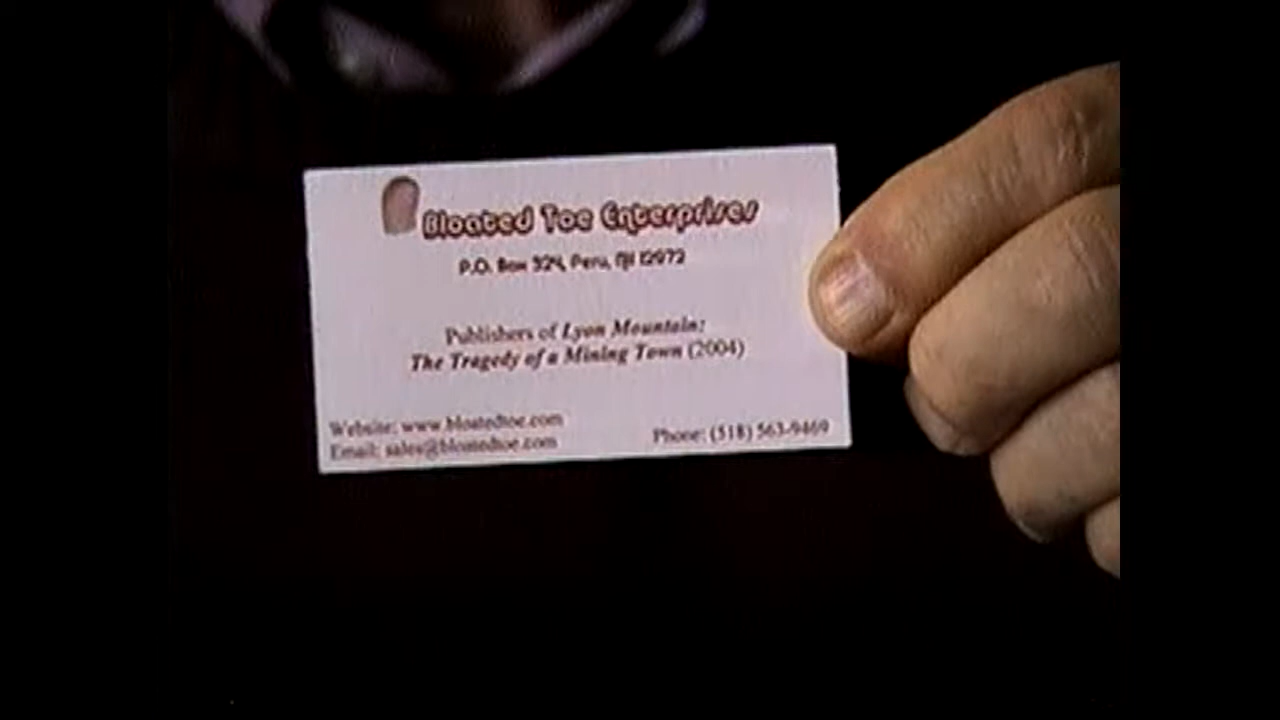 Bloated Toe Enterprises
P.O. Box 324, Peru, NY 12972
Publishers of Lyon Mountain:
The Tragedy of a Mining Town (2004)
Website: www.bloatedtoe.com
Email: sales@bloatedtoe.com
Phone: (518) 563-9469